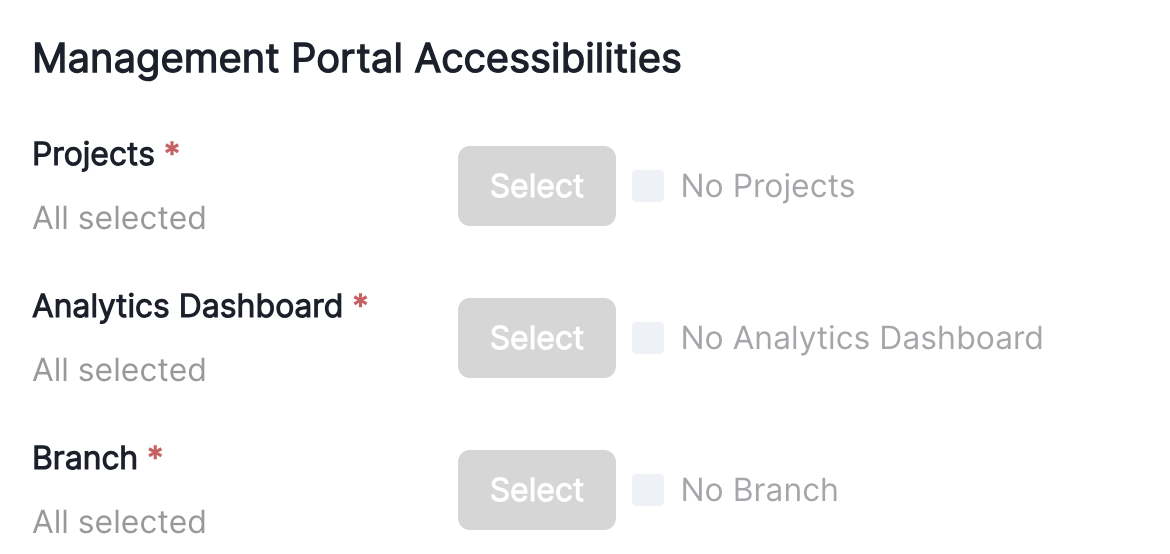 Management Portal Accessibilities
Projects *
Select No Projects
All selected
Analytics Dashboard *
Select No Analytics Dashboard
All selected
Branch *
Select No Branch
All selected